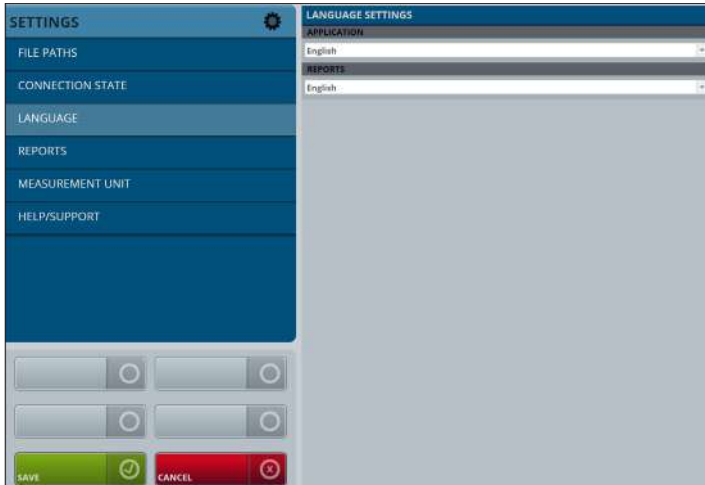 SETTINGS
FILE PATHS
CONNECTION STATE
LANGUAGE
REPORTS
MEASUREMENT UNIT
HELP/SUPPORT
SAVE
CANCEL
LANGUAGE SETTINGS
APPLICATION
English
REPORTS
English